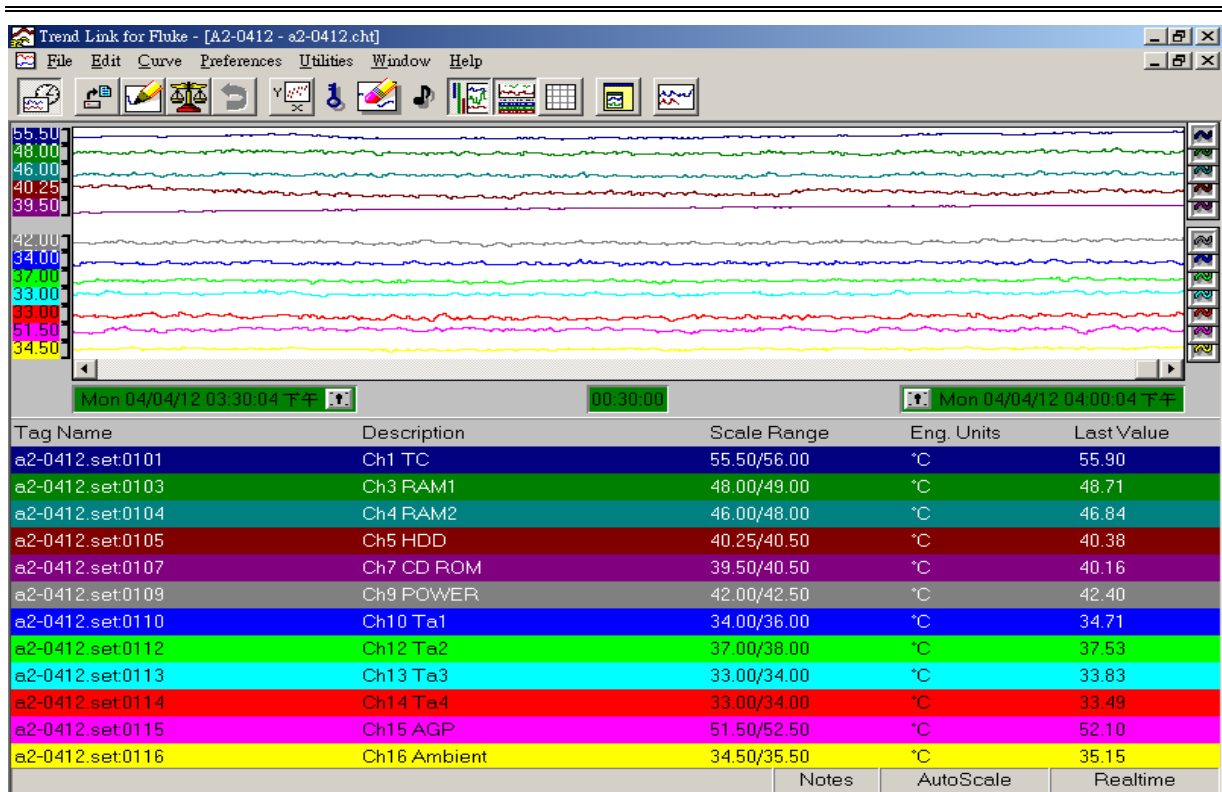 Trend Link for Fluke - [A2-0412 - a2-0412.cht]
File Edit Curve Preferences Utilities Window Help
55.50
48.00
46.00
40.25
39.50
42.00
34.00
37.00
33.00
33.00
51.50
34.50
Mon 04/04/12 03:30:04 下午 00:30:00 Mon 04/04/12 04:00:04 下午
Tag Name Description Scale Range Eng. Units Last Value
a2-0412.set:0101 Ch1 TC 55.50/56.00 °C 55.90
a2-0412.set:0103 Ch3 RAM1 48.00/49.00 °C 48.71
a2-0412.set:0104 Ch4 RAM2 46.00/48.00 °C 46.84
a2-0412.set:0105 Ch5 HDD 40.25/40.50 °C 40.38
a2-0412.set:0107 Ch7 CD ROM 39.50/40.50 °C 40.16
a2-0412.set:0109 Ch9 POWER 42.00/42.50 °C 42.40
a2-0412.set:0110 Ch10 Ta1 34.00/36.00 °C 34.71
a2-0412.set:0112 Ch12 Ta2 37.00/38.00 °C 37.53
a2-0412.set:0113 Ch13 Ta3 33.00/34.00 °C 33.83
a2-0412.set:0114 Ch14 Ta4 33.00/34.00 °C 33.49
a2-0412.set:0115 Ch15 AGP 51.50/52.50 °C 52.10
a2-0412.set:0116 Ch16 Ambient 34.50/35.50 °C 35.15
Notes AutoScale Realtime